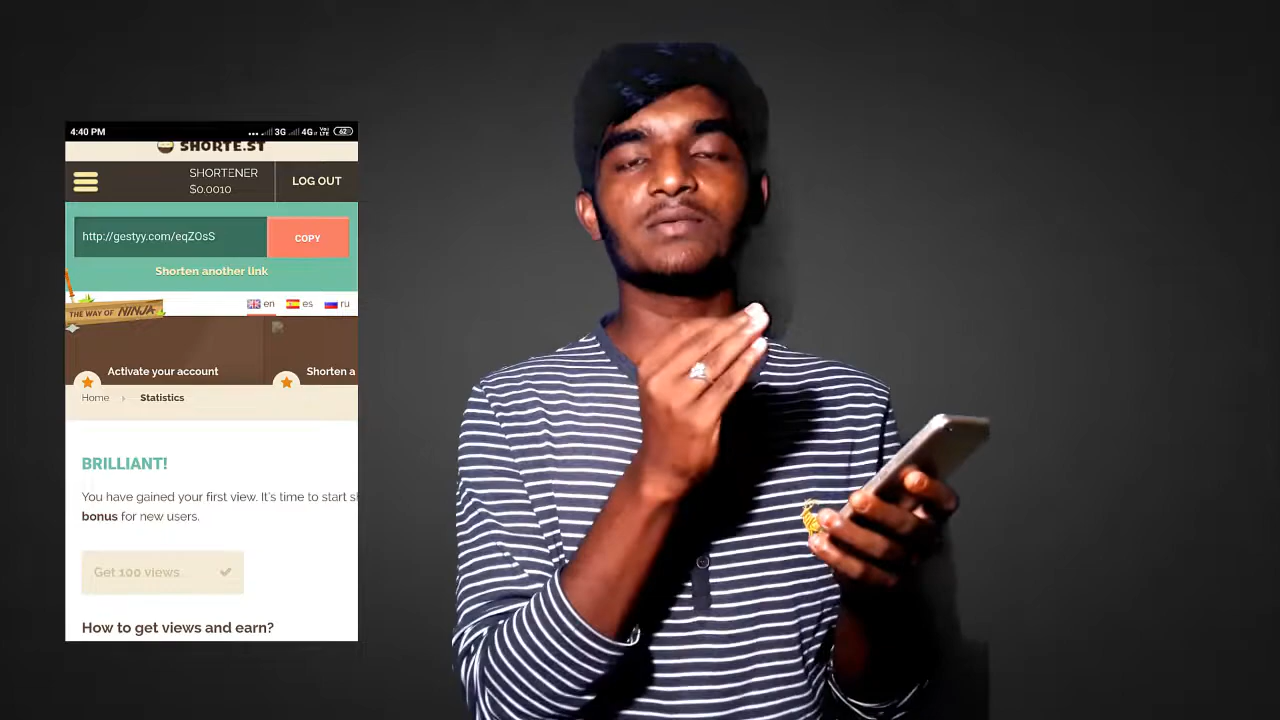 4:40 PM
3G 4G VoLTE 62
SHORTE.ST
SHORTENER
$0.0010
LOG OUT
http://gestyy.com/eqZOsS
COPY
Shorten another link
THE WAY OF NINJA
en es ru
Activate your account
Shorten a
Home › Statistics
BRILLIANT!
You have gained your first view. It's time to start s
bonus for new users.
Get 100 views
How to get views and earn?